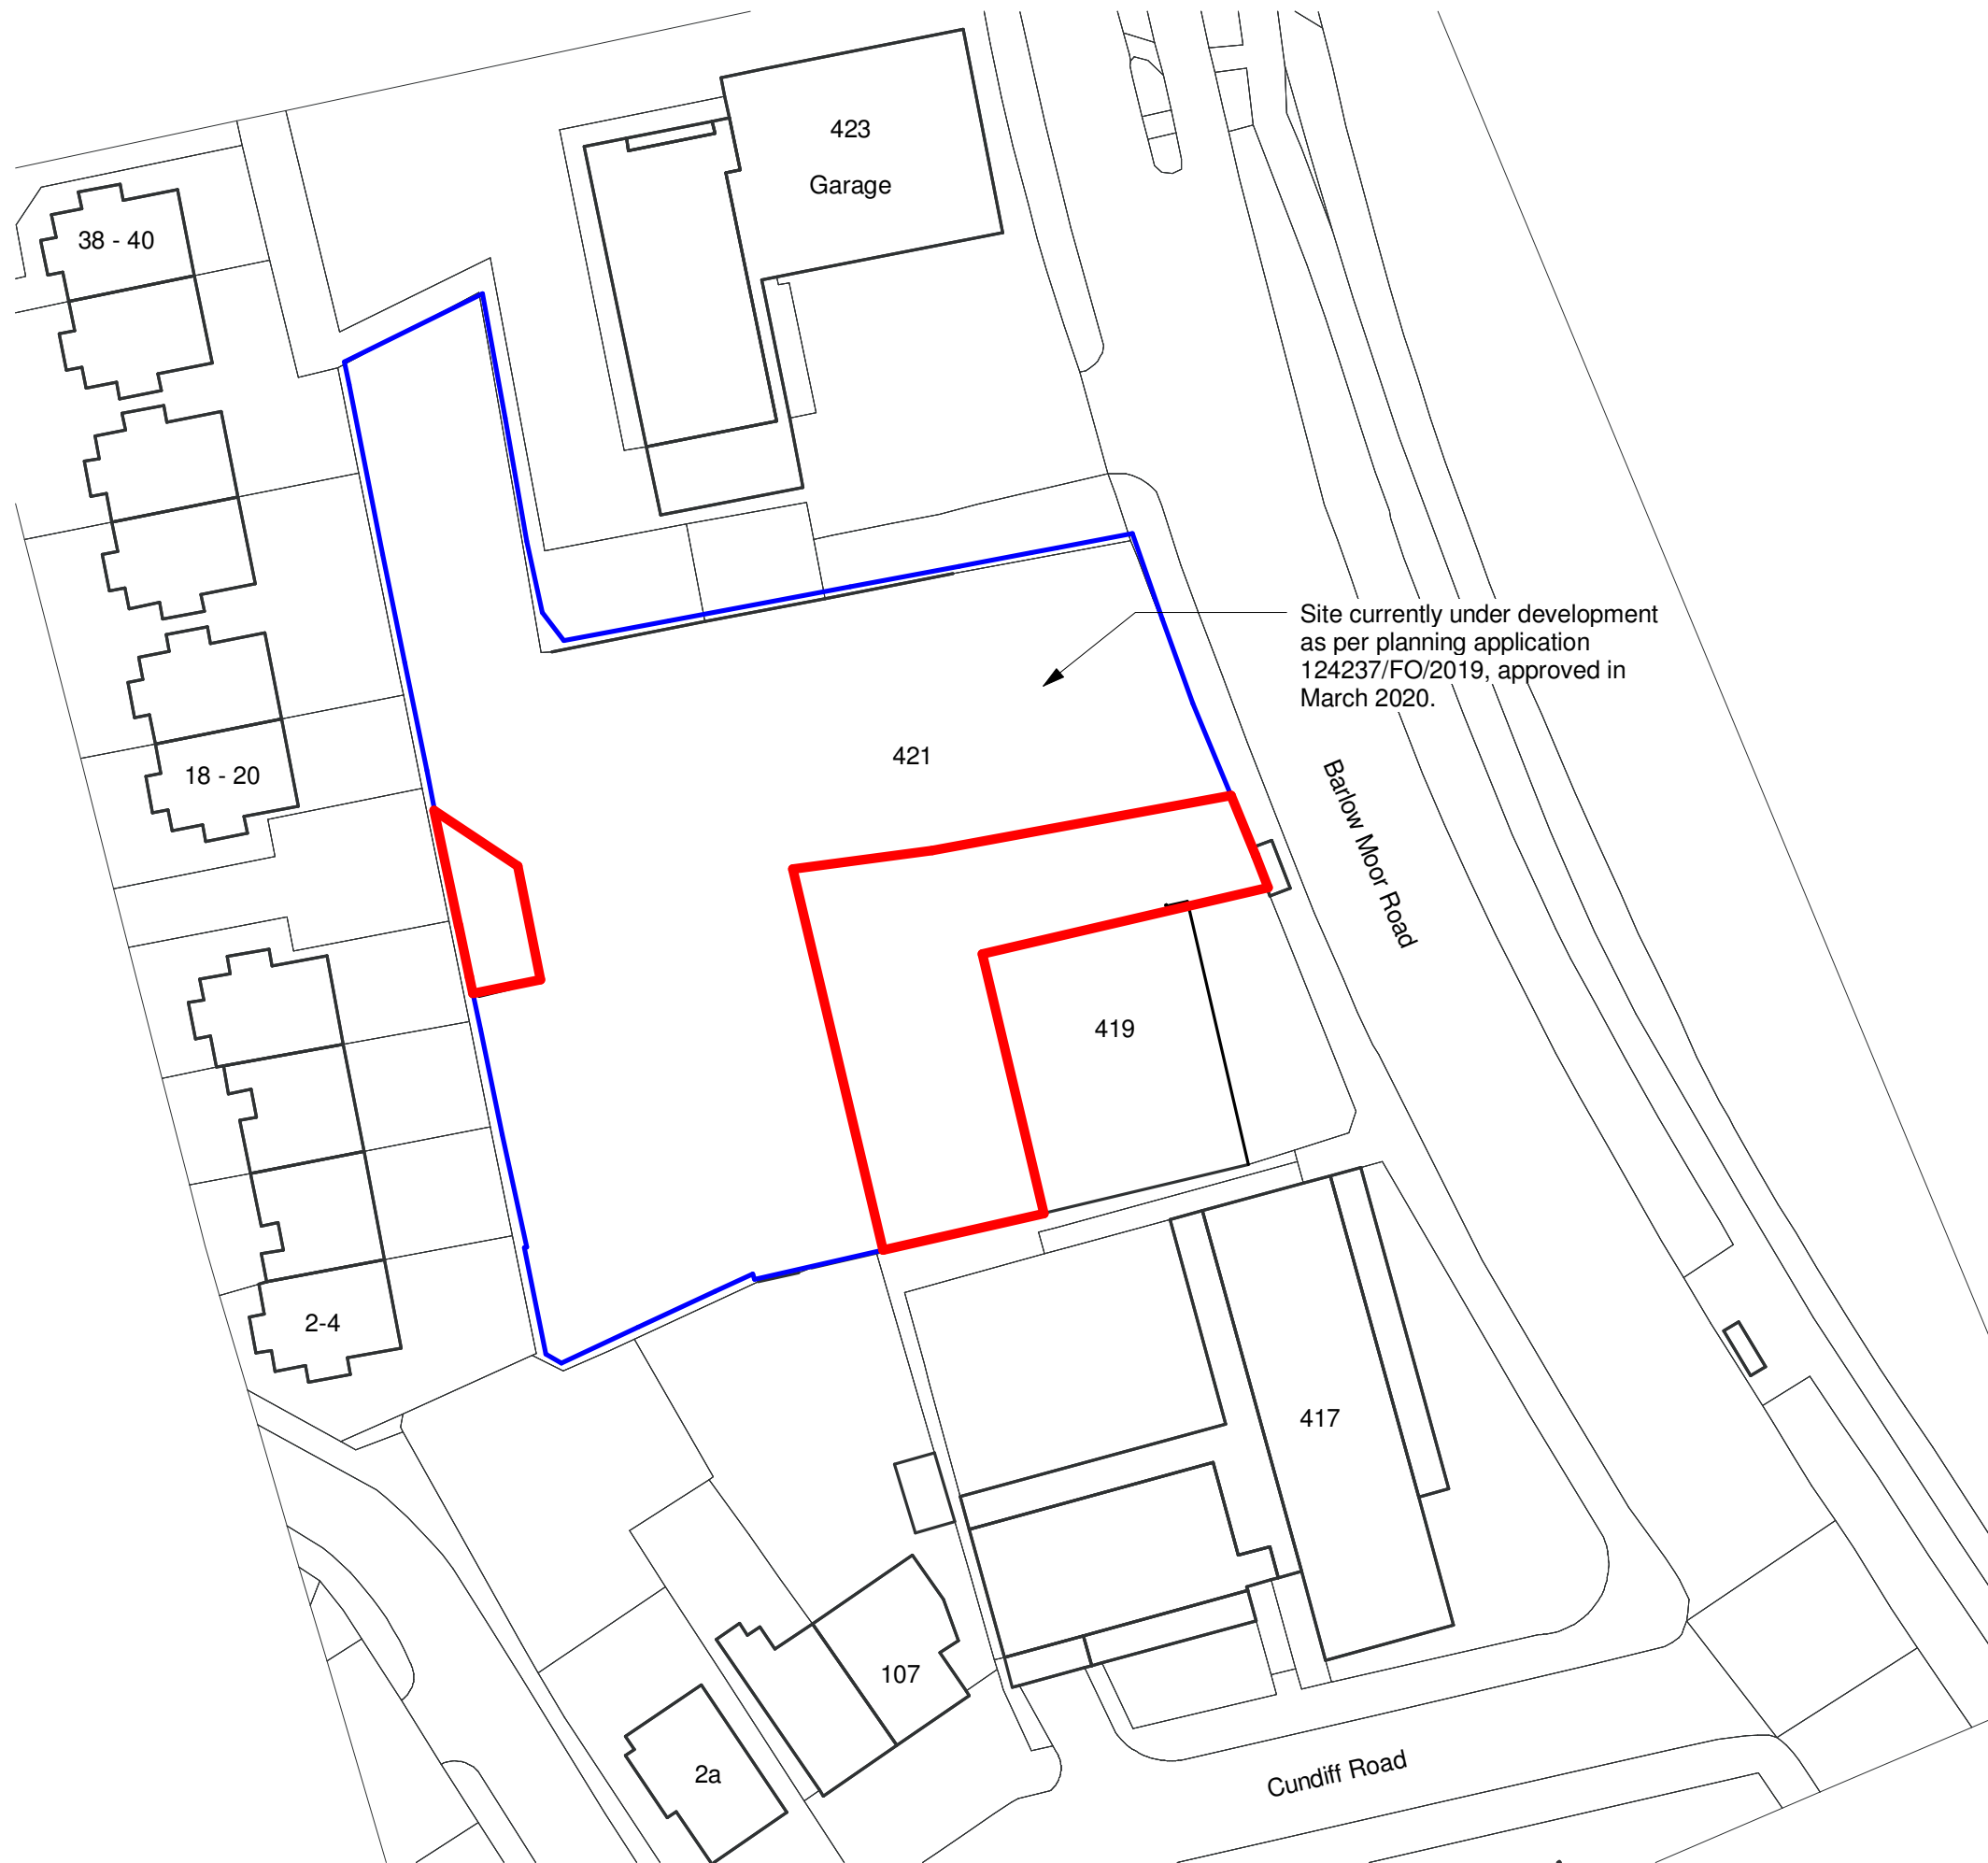 423
Garage
38 - 40
Site currently under development
as per planning application
124237/FO/2019, approved in
March 2020.
421
18 - 20
Barlow Moor Road
419
2-4
417
107
2a
Cundiff Road